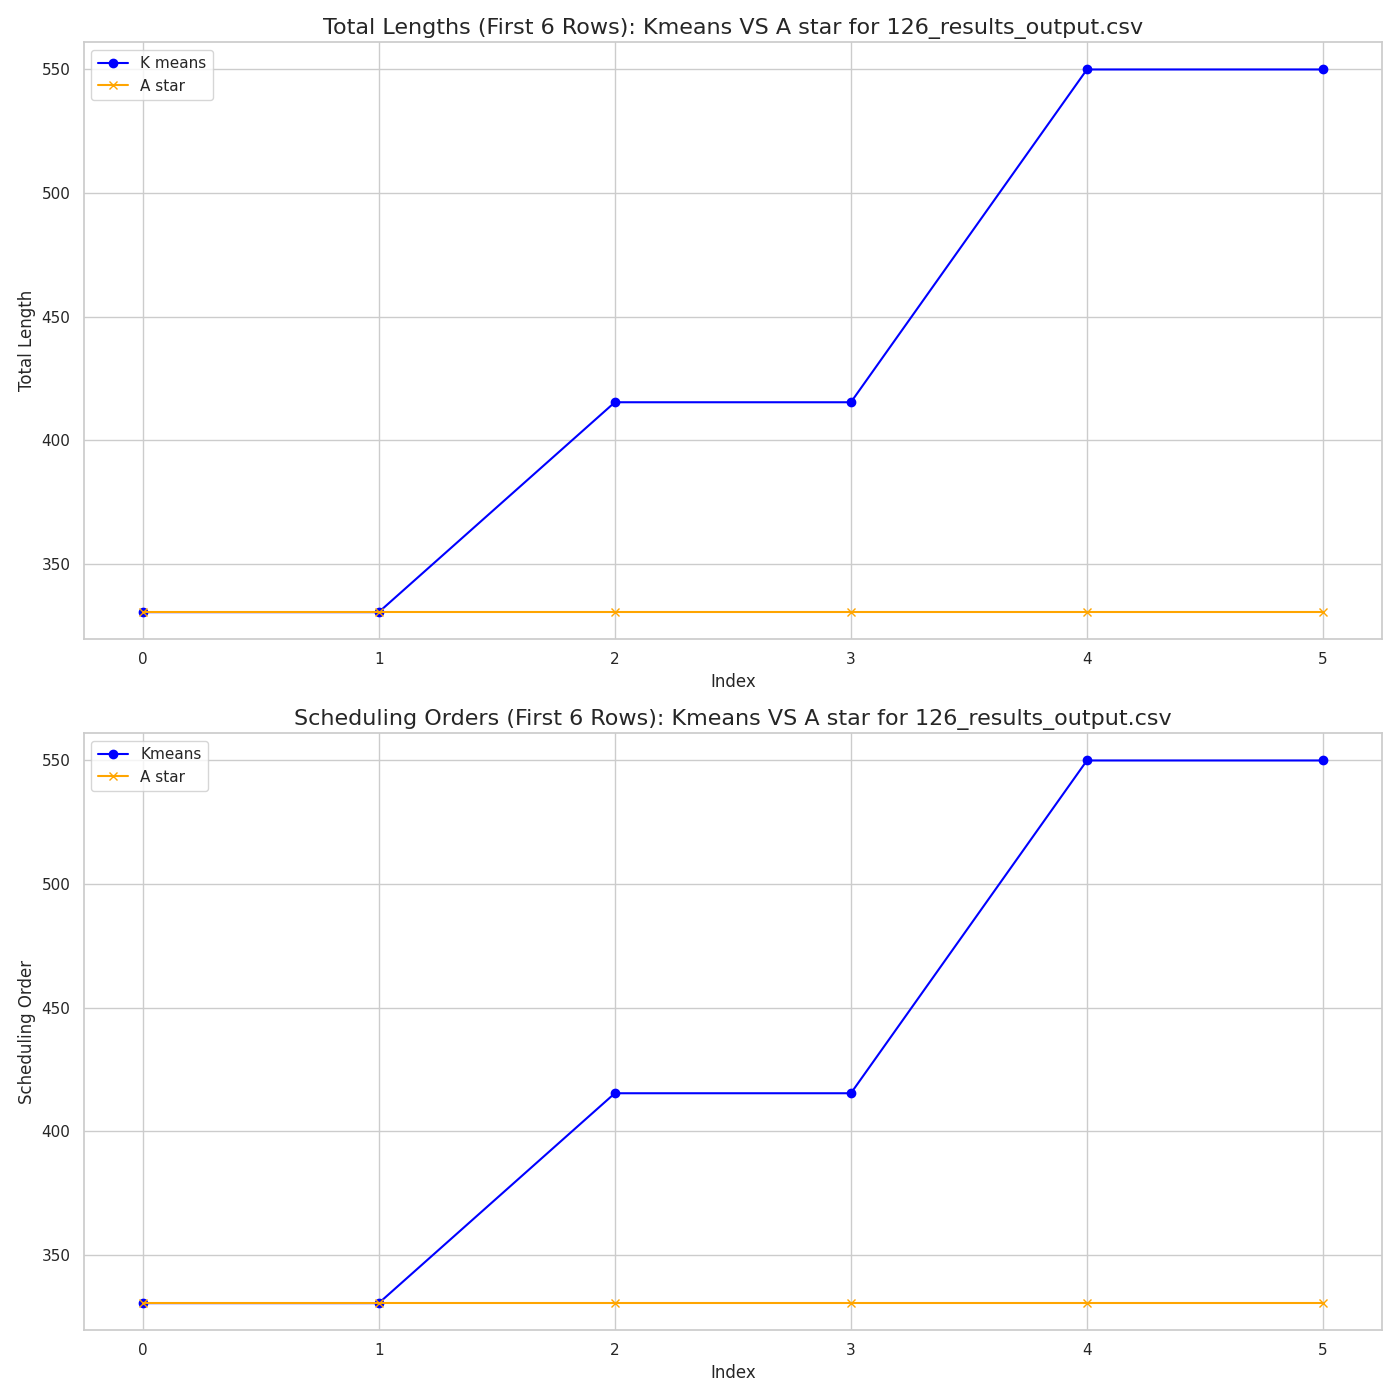 Total Lengths (First 6 Rows): Kmeans VS A star for 126_results_output.csv
K means
A star
Total Length
550
500
450
400
350
0 1 2 3 4 5
Index
Scheduling Orders (First 6 Rows): Kmeans VS A star for 126_results_output.csv
Kmeans
A star
Scheduling Order
550
500
450
400
350
0 1 2 3 4 5
Index